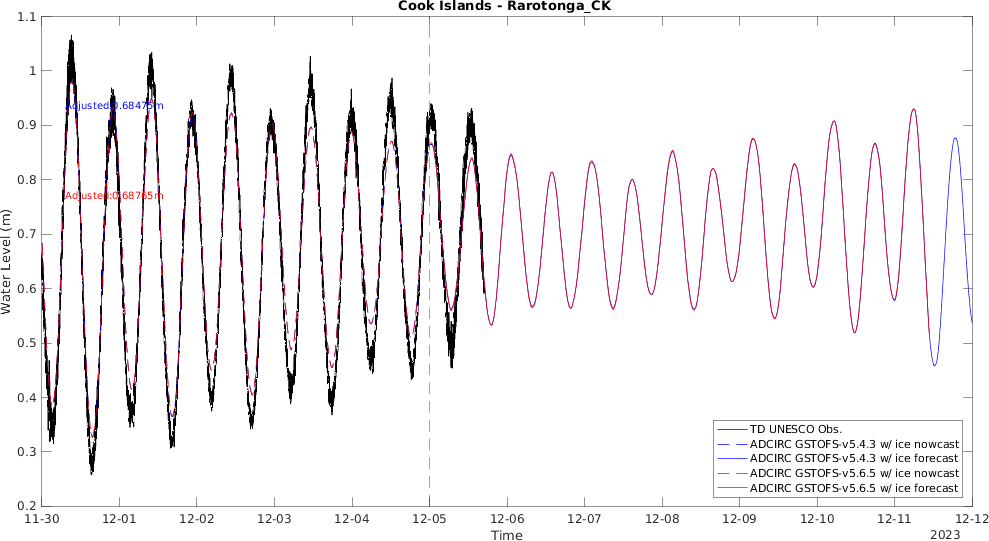 Cook Islands - Rarotonga_CK
Water Level (m)
1.1
1
0.9
0.8
0.7
0.6
0.5
0.4
0.3
0.2
Adjusted:0.68475m
Adjusted:0.68765m
TD UNESCO Obs.
ADCIRC GSTOFS-v5.4.3 w/ ice nowcast
ADCIRC GSTOFS-v5.4.3 w/ ice forecast
ADCIRC GSTOFS-v5.6.5 w/ ice nowcast
ADCIRC GSTOFS-v5.6.5 w/ ice forecast
11-30 12-01 12-02 12-03 12-04 12-05 12-06 12-07 12-08 12-09 12-10 12-11 12-12
Time
2023